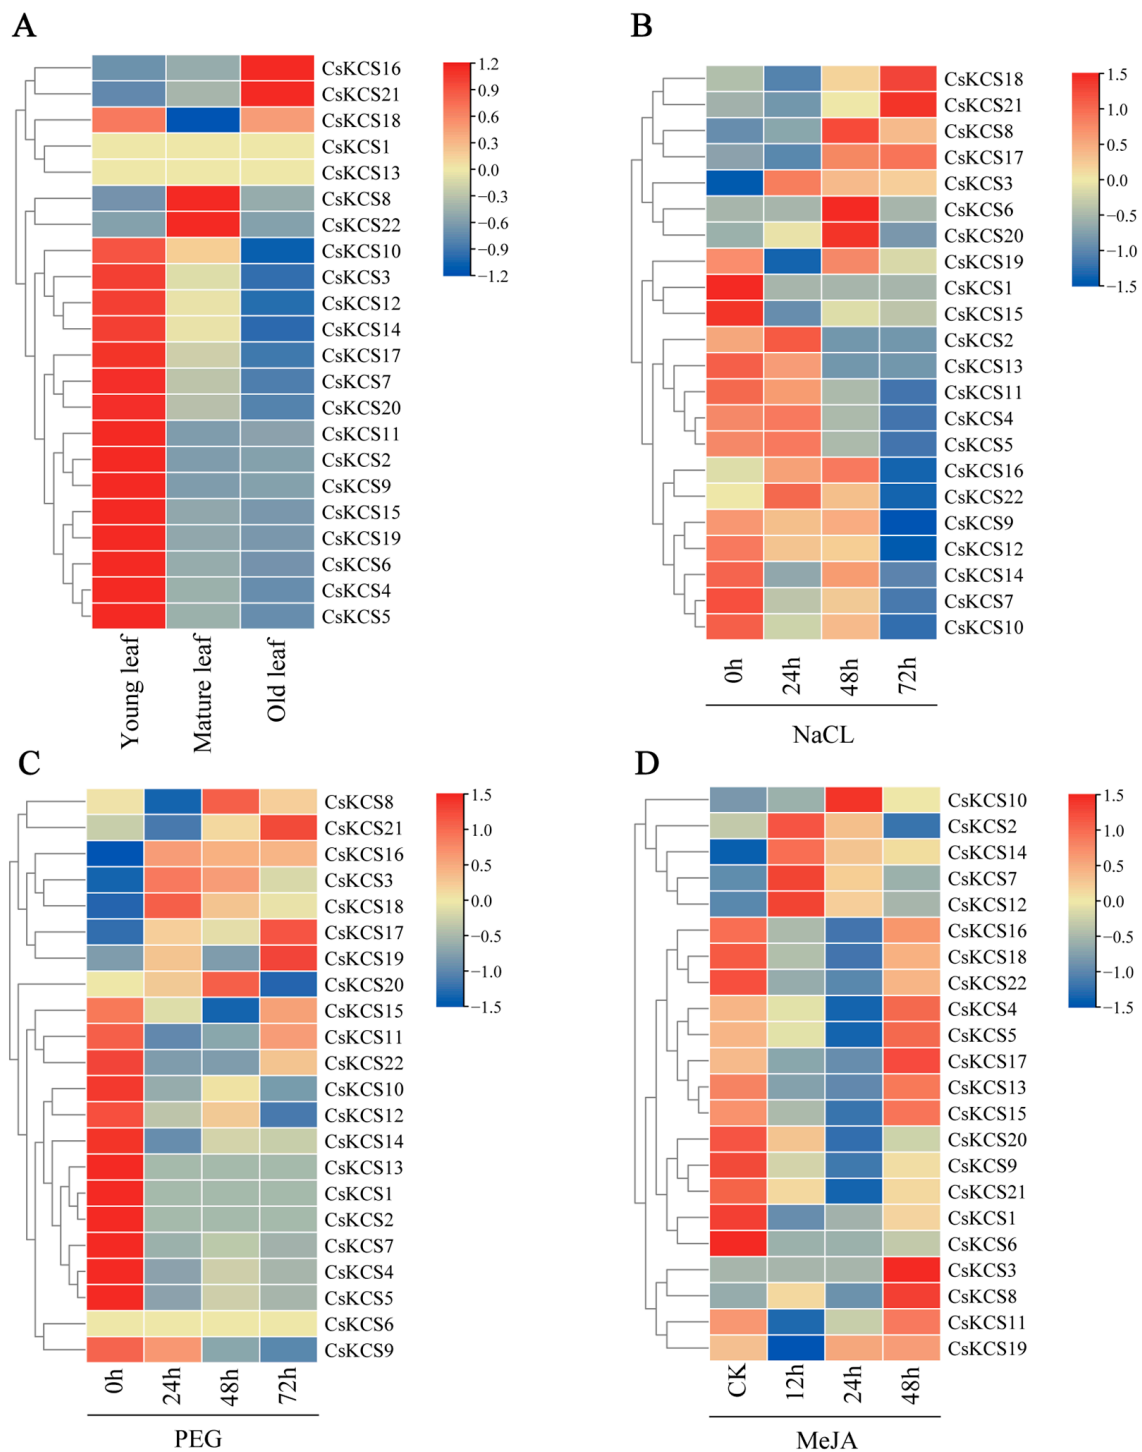 A
CsKCS16
CsKCS21
CsKCS18
CsKCS1
CsKCS13
CsKCS8
CsKCS22
CsKCS10
CsKCS3
CsKCS12
CsKCS14
CsKCS17
CsKCS7
CsKCS20
CsKCS11
CsKCS2
CsKCS9
CsKCS15
CsKCS19
CsKCS6
CsKCS4
CsKCS5
1.2
0.9
0.6
0.3
0.0
−0.3
−0.6
−0.9
−1.2
Young leaf
Mature leaf
Old leaf
B
CsKCS18
CsKCS21
CsKCS8
CsKCS17
CsKCS3
CsKCS6
CsKCS20
CsKCS19
CsKCS1
CsKCS15
CsKCS2
CsKCS13
CsKCS11
CsKCS4
CsKCS5
CsKCS16
CsKCS22
CsKCS9
CsKCS12
CsKCS14
CsKCS7
CsKCS10
1.5
1.0
0.5
0.0
−0.5
−1.0
−1.5
0h
24h
48h
72h
NaCL
C
CsKCS8
CsKCS21
CsKCS16
CsKCS3
CsKCS18
CsKCS17
CsKCS19
CsKCS20
CsKCS15
CsKCS11
CsKCS22
CsKCS10
CsKCS12
CsKCS14
CsKCS13
CsKCS1
CsKCS2
CsKCS7
CsKCS4
CsKCS5
CsKCS6
CsKCS9
1.5
1.0
0.5
0.0
−0.5
−1.0
−1.5
0h
24h
48h
72h
PEG
D
CsKCS10
CsKCS2
CsKCS14
CsKCS7
CsKCS12
CsKCS16
CsKCS18
CsKCS22
CsKCS4
CsKCS5
CsKCS17
CsKCS13
CsKCS15
CsKCS20
CsKCS9
CsKCS21
CsKCS1
CsKCS6
CsKCS3
CsKCS8
CsKCS11
CsKCS19
1.5
1.0
0.5
0.0
−0.5
−1.0
−1.5
CK
12h
24h
48h
MeJA